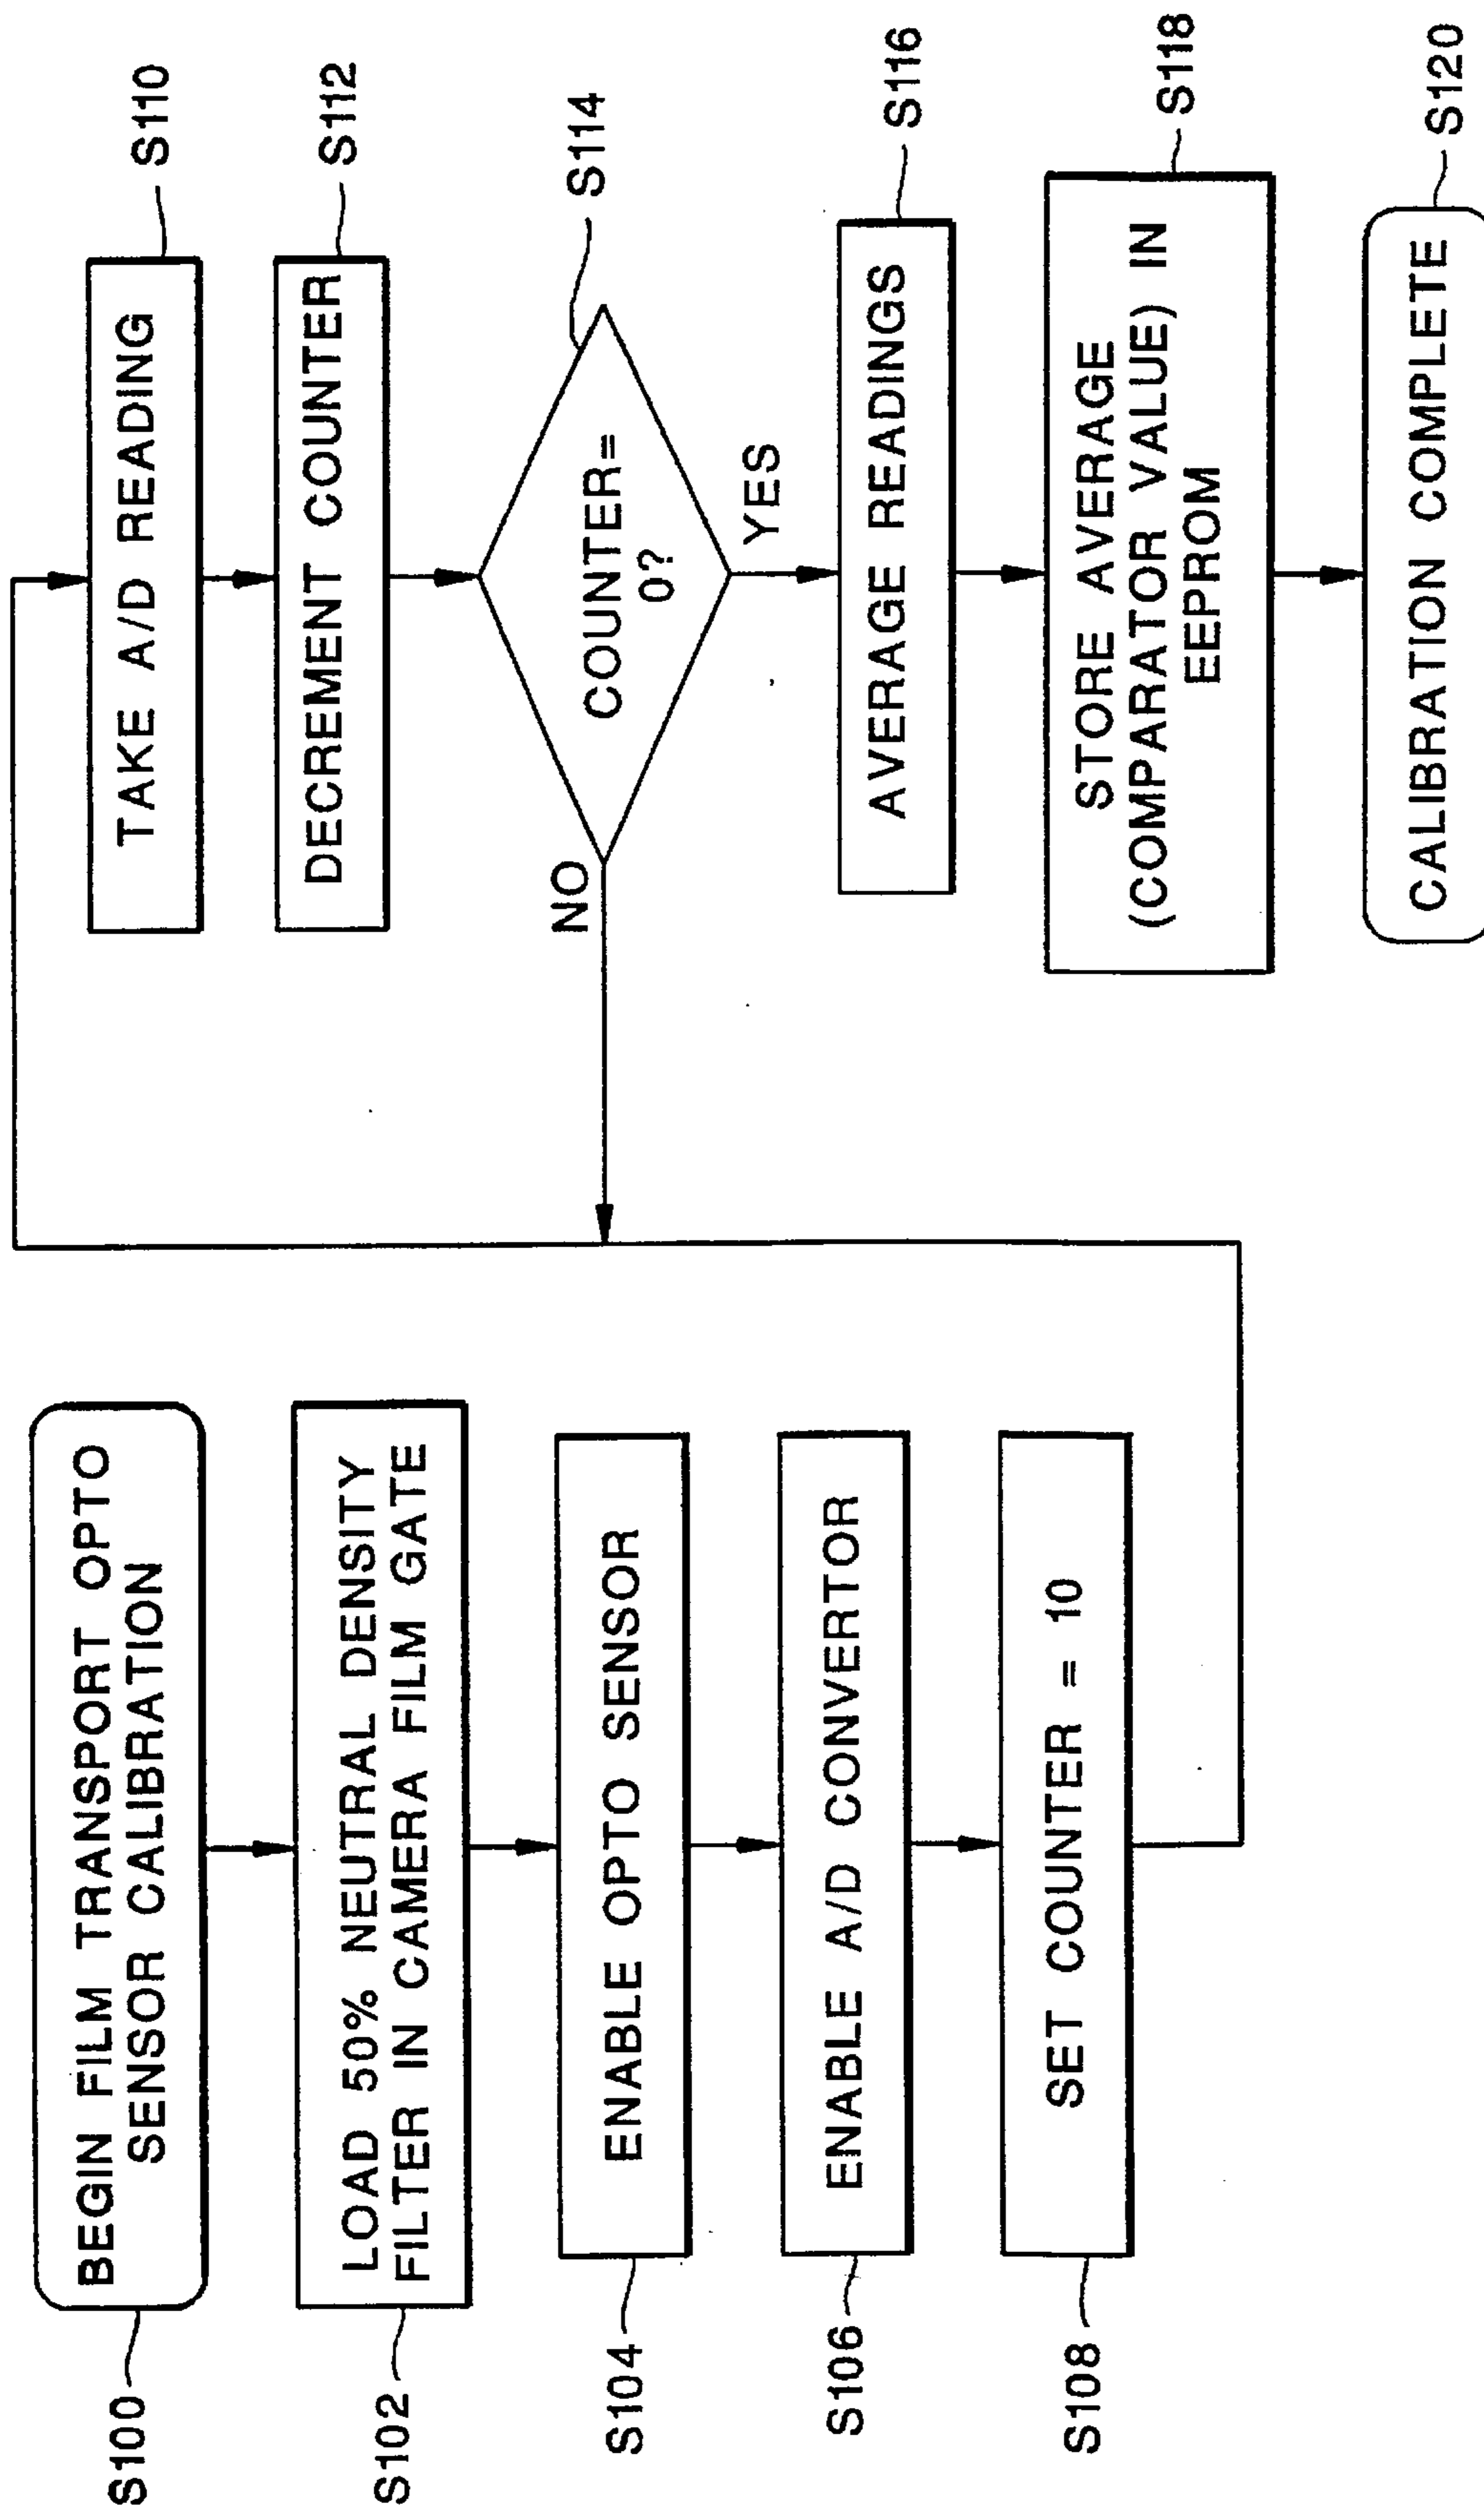 S100
BEGIN FILM TRANSPORT OPTO
SENSOR CALIBRATION
S102
LOAD 50% NEUTRAL DENSITY
FILTER IN CAMERA FILM GATE
S104
ENABLE OPTO SENSOR
S106
ENABLE A/D CONVERTOR
S108
SET COUNTER = 10
TAKE A/D READING
S110
DECREMENT COUNTER
S112
S114
COUNTER=
0?
NO
YES
AVERAGE READINGS
S116
STORE AVERAGE
(COMPARATOR VALUE) IN
EEPROM
S118
CALIBRATION COMPLETE
S120